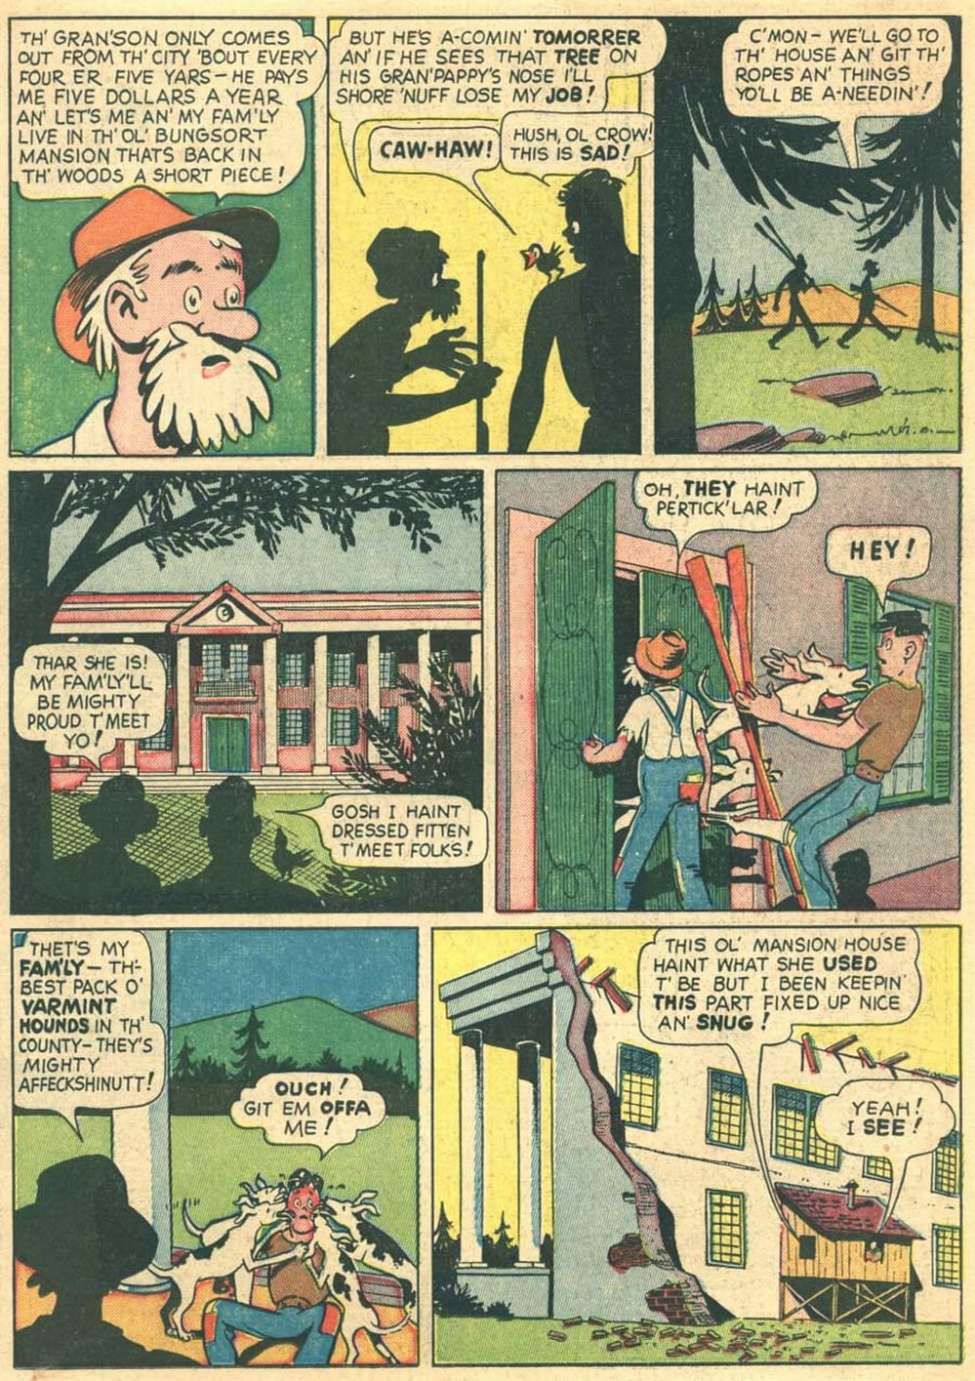 TH' GRAN'SON ONLY COMES
OUT FROM TH' CITY 'BOUT EVERY
FOUR ER FIVE YARS - HE PAYS
ME FIVE DOLLARS A YEAR
AN' LET'S ME AN' MY FAM'LY
LIVE IN TH' OL' BUNGSORT
MANSION THATS BACK IN
TH' WOODS A SHORT PIECE!
BUT HE'S A-COMIN' TOMORRER
AN' IF HE SEES THAT TREE ON
HIS GRAN'PAPPY'S NOSE I'LL
SHORE 'NUFF LOSE MY JOB!
CAW-HAW!
HUSH, OL CROW!
THIS IS SAD!
C'MON - WE'LL GO TO
TH' HOUSE AN' GIT TH'
ROPES AN' THINGS
YO'LL BE A-NEEDIN'!
THAR SHE IS!
MY FAM'LY'LL
BE MIGHTY
PROUD T'MEET
YO!
GOSH I HAINT
DRESSED FITTEN
T'MEET FOLKS!
OH, THEY HAINT
PERTICK'LAR!
HEY!
THET'S MY
FAM'LY - TH'-
BEST PACK O'
VARMINT
HOUNDS IN TH'
COUNTY - THEY'S
MIGHTY
AFFECKSHINUTT!
OUCH!
GIT EM OFFA
ME!
THIS OL' MANSION HOUSE
HAINT WHAT SHE USED
T' BE BUT I BEEN KEEPIN'
THIS PART FIXED UP NICE
AN' SNUG!
YEAH!
I SEE!